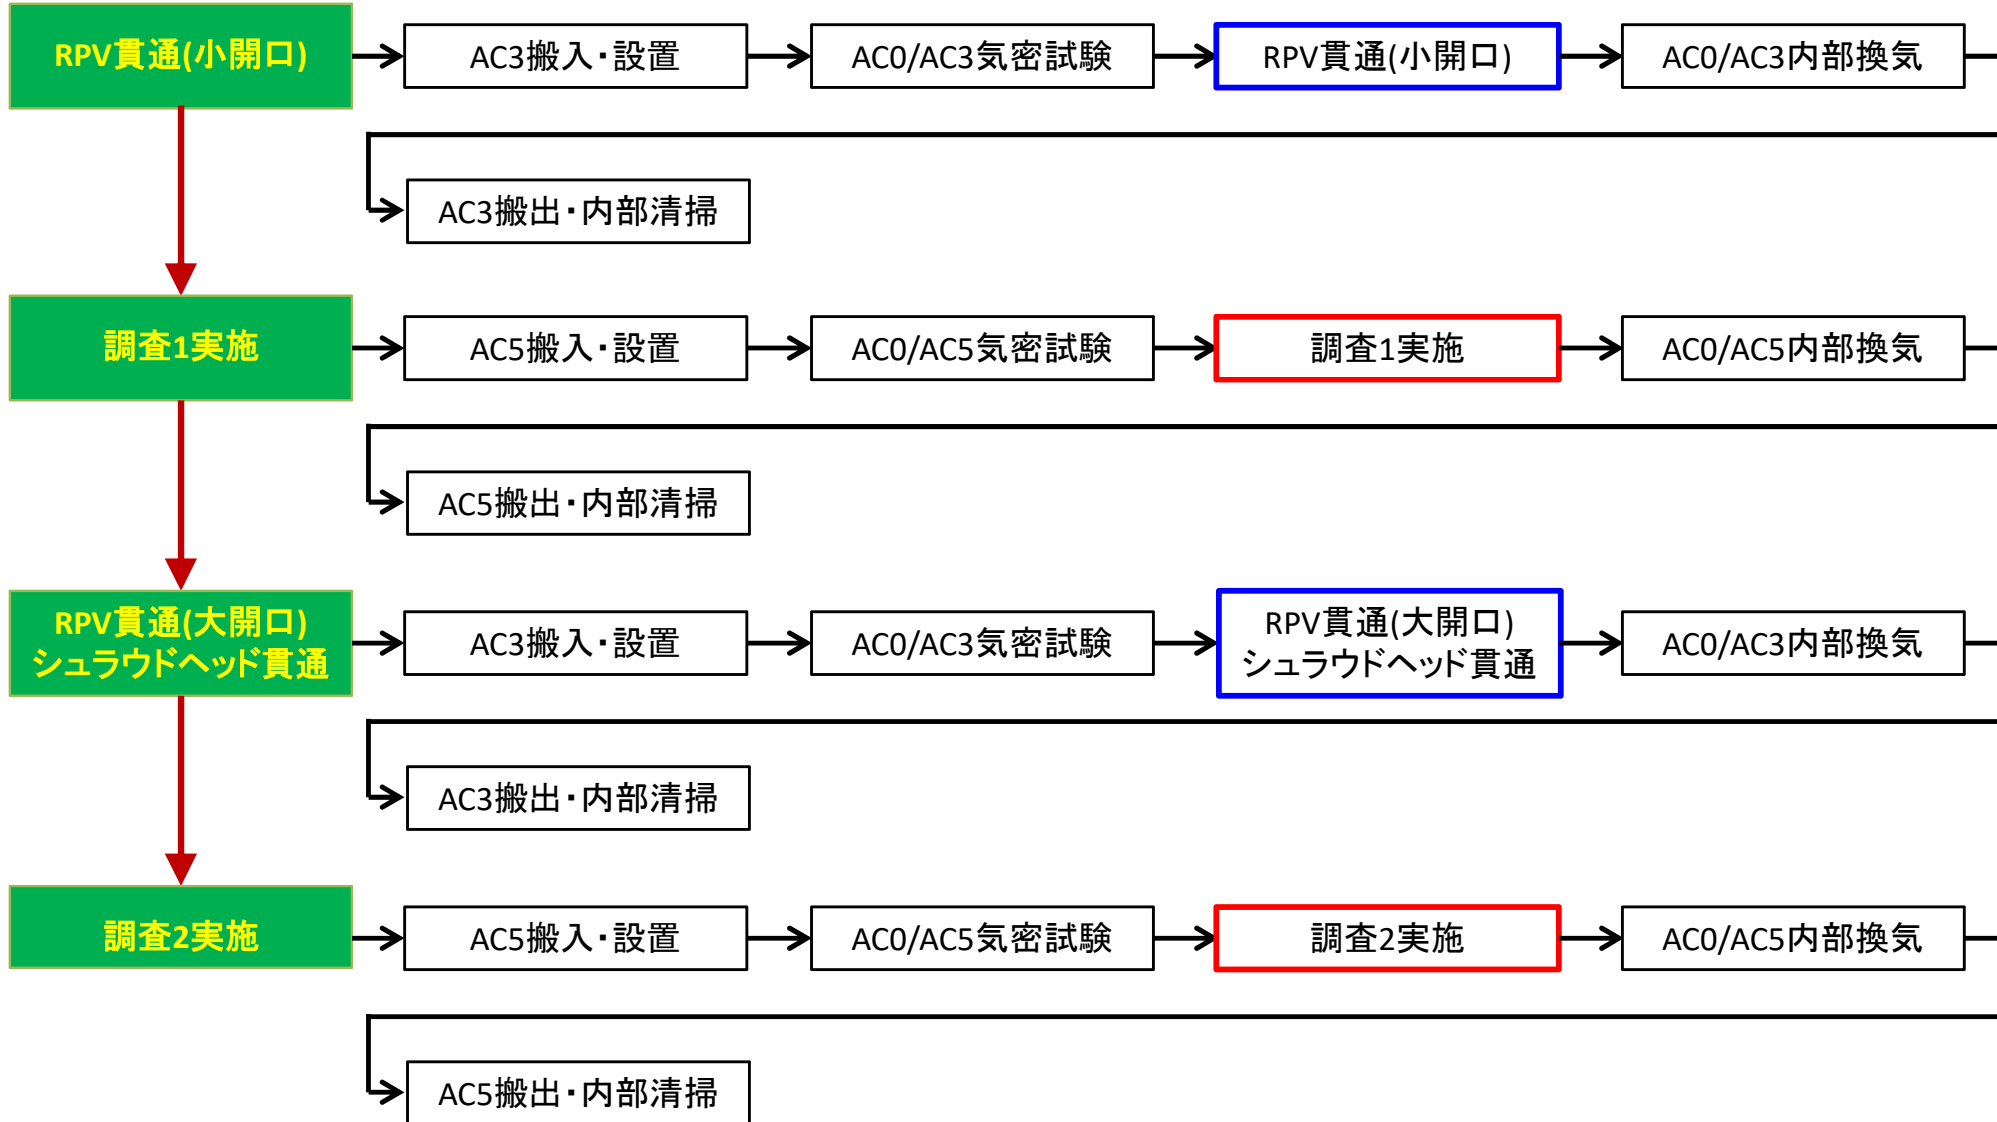 RPV貫通(小開口)
AC3搬入・設置
AC0/AC3気密試験
RPV貫通(小開口)
AC0/AC3内部換気
AC3搬出・内部清掃
調査1実施
AC5搬入・設置
AC0/AC5気密試験
調査1実施
AC0/AC5内部換気
AC5搬出・内部清掃
RPV貫通(大開口)
シュラウドヘッド貫通
AC3搬入・設置
AC0/AC3気密試験
RPV貫通(大開口)
シュラウドヘッド貫通
AC0/AC3内部換気
AC3搬出・内部清掃
調査2実施
AC5搬入・設置
AC0/AC5気密試験
調査2実施
AC0/AC5内部換気
AC5搬出・内部清掃